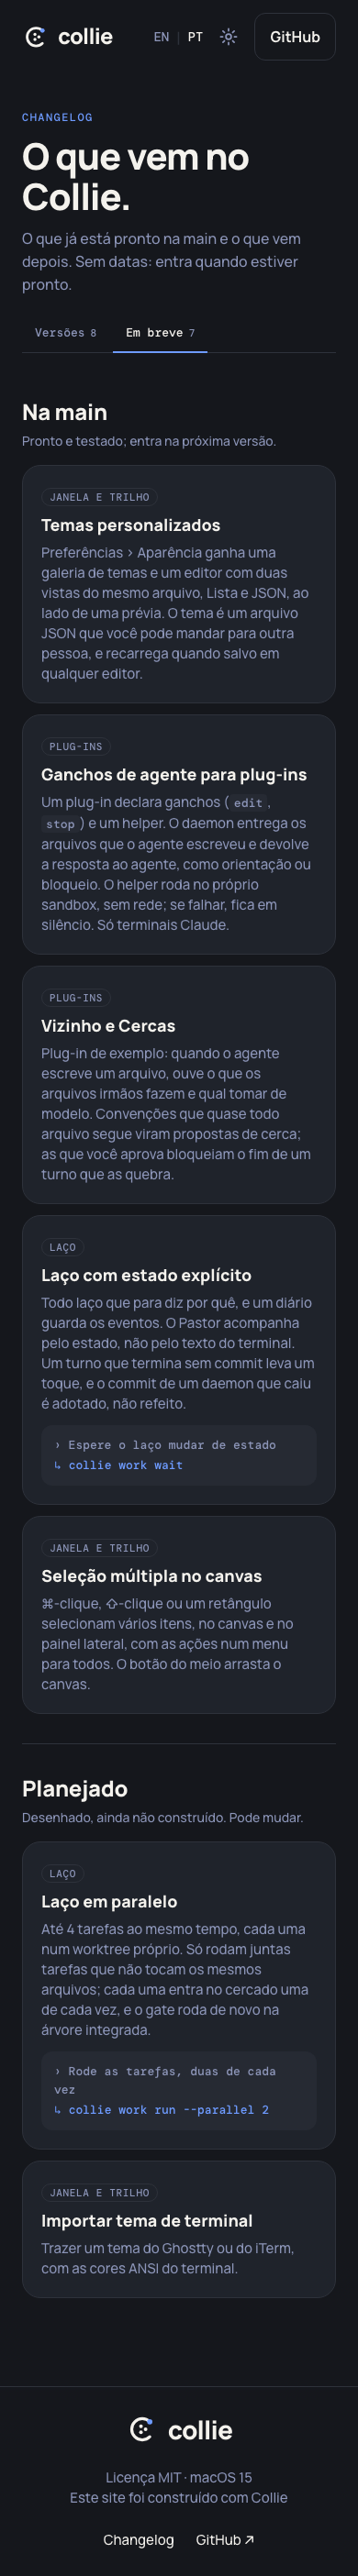 collie
EN | PT
GitHub
CHANGELOG
O que vem no
Collie.
O que já está pronto na main e o que vem
depois. Sem datas: entra quando estiver
pronto.
Versões 8
Em breve 7
Na main
Pronto e testado; entra na próxima versão.
JANELA E TRILHO
Temas personalizados
Preferências › Aparência ganha uma
galeria de temas e um editor com duas
vistas do mesmo arquivo, Lista e JSON, ao
lado de uma prévia. O tema é um arquivo
JSON que você pode mandar para outra
pessoa, e recarrega quando salvo em
qualquer editor.
PLUG-INS
Ganchos de agente para plug-ins
Um plug-in declara ganchos ( edit ,
stop ) e um helper. O daemon entrega os
arquivos que o agente escreveu e devolve
a resposta ao agente, como orientação ou
bloqueio. O helper roda no próprio
sandbox, sem rede; se falhar, fica em
silêncio. Só terminais Claude.
PLUG-INS
Vizinho e Cercas
Plug-in de exemplo: quando o agente
escreve um arquivo, ouve o que os
arquivos irmãos fazem e qual tomar de
modelo. Convenções que quase todo
arquivo segue viram propostas de cerca;
as que você aprova bloqueiam o fim de um
turno que as quebra.
LAÇO
Laço com estado explícito
Todo laço que para diz por quê, e um diário
guarda os eventos. O Pastor acompanha
pelo estado, não pelo texto do terminal.
Um turno que termina sem commit leva um
toque, e o commit de um daemon que caiu
é adotado, não refeito.
› Espere o laço mudar de estado
↳ collie work wait
JANELA E TRILHO
Seleção múltipla no canvas
⌘-clique, ⇧-clique ou um retângulo
selecionam vários itens, no canvas e no
painel lateral, com as ações num menu
para todos. O botão do meio arrasta o
canvas.
Planejado
Desenhado, ainda não construído. Pode mudar.
LAÇO
Laço em paralelo
Até 4 tarefas ao mesmo tempo, cada uma
num worktree próprio. Só rodam juntas
tarefas que não tocam os mesmos
arquivos; cada uma entra no cercado uma
de cada vez, e o gate roda de novo na
árvore integrada.
› Rode as tarefas, duas de cada
vez
↳ collie work run --parallel 2
JANELA E TRILHO
Importar tema de terminal
Trazer um tema do Ghostty ou do iTerm,
com as cores ANSI do terminal.
collie
Licença MIT · macOS 15
Este site foi construído com Collie
Changelog
GitHub ↗